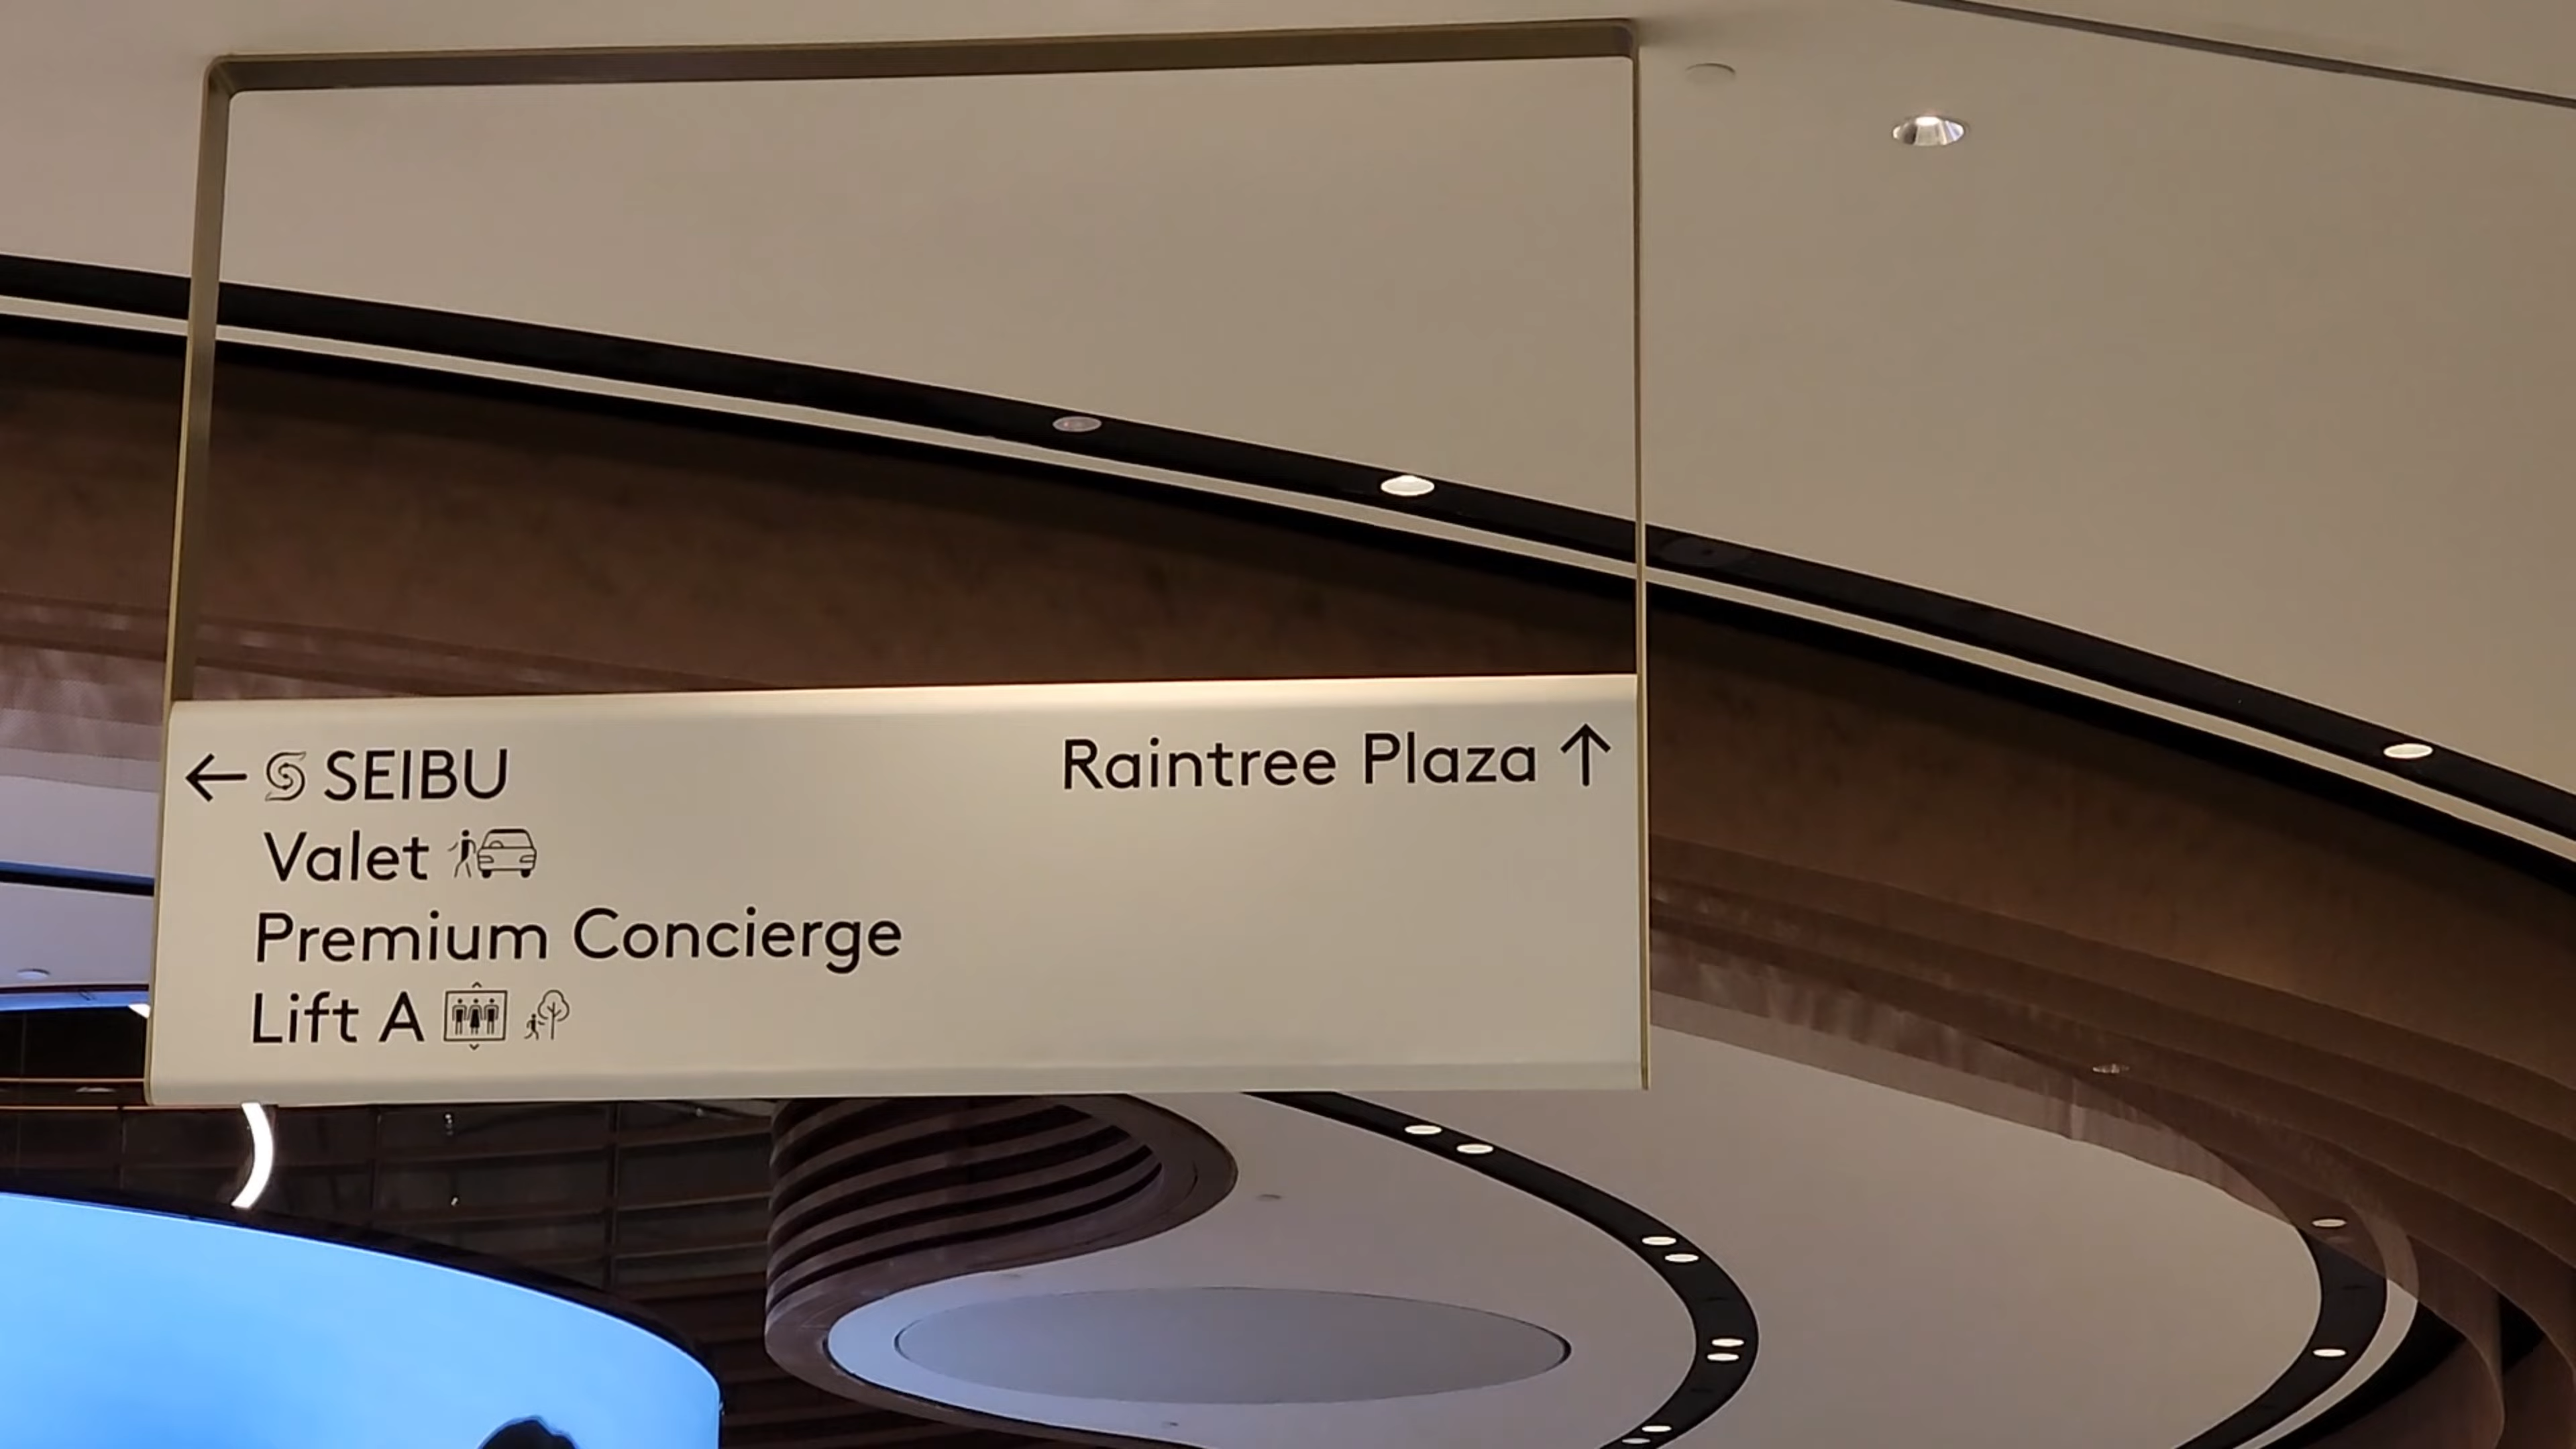 ← SEIBU
Valet
Premium Concierge
Lift A
Raintree Plaza ↑